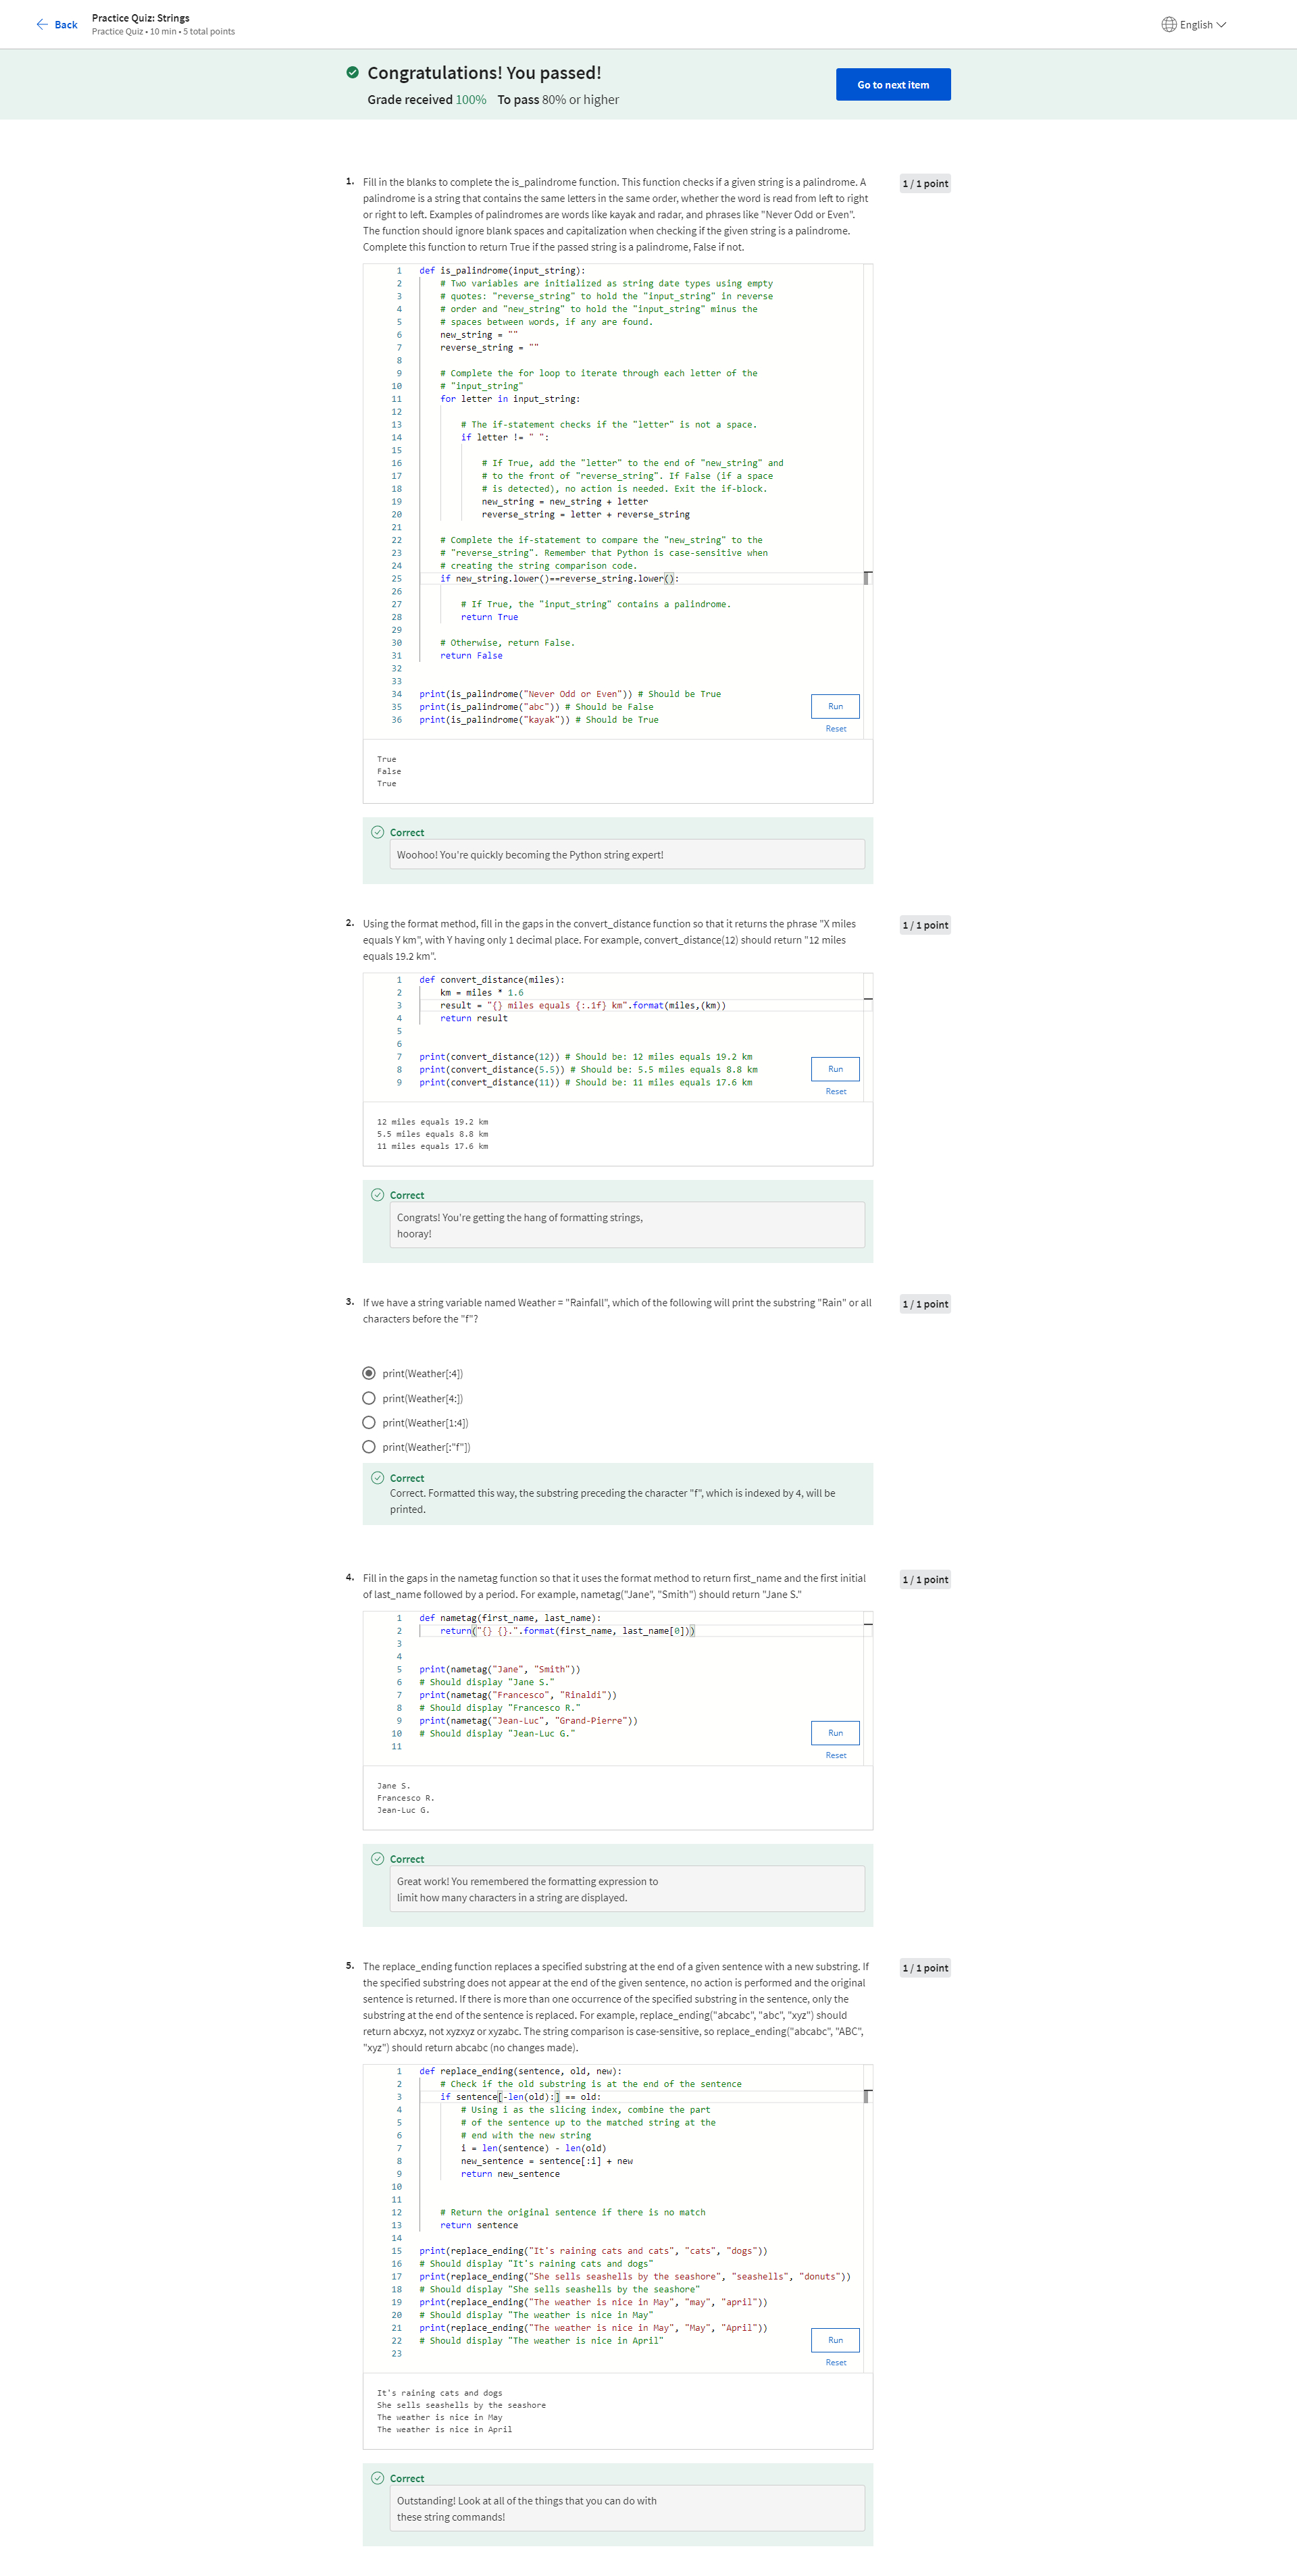 Back
Practice Quiz: Strings
Practice Quiz • 10 min • 5 total points
English
Congratulations! You passed!
Grade received 100% To pass 80% or higher
Go to next item
1. Fill in the blanks to complete the is_palindrome function. This function checks if a given string is a palindrome. A
palindrome is a string that contains the same letters in the same order, whether the word is read from left to right
or right to left. Examples of palindromes are words like kayak and radar, and phrases like "Never Odd or Even".
The function should ignore blank spaces and capitalization when checking if the given string is a palindrome.
Complete this function to return True if the passed string is a palindrome, False if not.
1 / 1 point
1 def is_palindrome(input_string):
2     # Two variables are initialized as string date types using empty
3     # quotes: "reverse_string" to hold the "input_string" in reverse
4     # order and "new_string" to hold the "input_string" minus the
5     # spaces between words, if any are found.
6     new_string = ""
7     reverse_string = ""
8
9     # Complete the for loop to iterate through each letter of the
10     # "input_string"
11     for letter in input_string:
12
13         # The if-statement checks if the "letter" is not a space.
14         if letter != " ":
15
16             # If True, add the "letter" to the end of "new_string" and
17             # to the front of "reverse_string". If False (if a space
18             # is detected), no action is needed. Exit the if-block.
19             new_string = new_string + letter
20             reverse_string = letter + reverse_string
21
22     # Complete the if-statement to compare the "new_string" to the
23     # "reverse_string". Remember that Python is case-sensitive when
24     # creating the string comparison code.
25     if new_string.lower()==reverse_string.lower():
26
27         # If True, the "input_string" contains a palindrome.
28         return True
29
30     # Otherwise, return False.
31     return False
32
33
34 print(is_palindrome("Never Odd or Even")) # Should be True
35 print(is_palindrome("abc")) # Should be False
36 print(is_palindrome("kayak")) # Should be True
Run
Reset
True
False
True
Correct
Woohoo! You're quickly becoming the Python string expert!
2. Using the format method, fill in the gaps in the convert_distance function so that it returns the phrase "X miles
equals Y km", with Y having only 1 decimal place. For example, convert_distance(12) should return "12 miles
equals 19.2 km".
1 / 1 point
1 def convert_distance(miles):
2     km = miles * 1.6
3     result = "{} miles equals {:.1f} km".format(miles,(km))
4     return result
5
6
7 print(convert_distance(12)) # Should be: 12 miles equals 19.2 km
8 print(convert_distance(5.5)) # Should be: 5.5 miles equals 8.8 km
9 print(convert_distance(11)) # Should be: 11 miles equals 17.6 km
Run
Reset
12 miles equals 19.2 km
5.5 miles equals 8.8 km
11 miles equals 17.6 km
Correct
Congrats! You're getting the hang of formatting strings,
hooray!
3. If we have a string variable named Weather = "Rainfall", which of the following will print the substring "Rain" or all
characters before the "f"?
1 / 1 point
print(Weather[:4])
print(Weather[4:])
print(Weather[1:4])
print(Weather[:"f"])
Correct
Correct. Formatted this way, the substring preceding the character "f", which is indexed by 4, will be
printed.
4. Fill in the gaps in the nametag function so that it uses the format method to return first_name and the first initial
of last_name followed by a period. For example, nametag("Jane", "Smith") should return "Jane S."
1 / 1 point
1 def nametag(first_name, last_name):
2     return("{} {}.".format(first_name, last_name[0]))
3
4
5 print(nametag("Jane", "Smith"))
6 # Should display "Jane S."
7 print(nametag("Francesco", "Rinaldi"))
8 # Should display "Francesco R."
9 print(nametag("Jean-Luc", "Grand-Pierre"))
10 # Should display "Jean-Luc G."
11
Run
Reset
Jane S.
Francesco R.
Jean-Luc G.
Correct
Great work! You remembered the formatting expression to
limit how many characters in a string are displayed.
5. The replace_ending function replaces a specified substring at the end of a given sentence with a new substring. If
the specified substring does not appear at the end of the given sentence, no action is performed and the original
sentence is returned. If there is more than one occurrence of the specified substring in the sentence, only the
substring at the end of the sentence is replaced. For example, replace_ending("abcabc", "abc", "xyz") should
return abcxyz, not xyzxyz or xyzabc. The string comparison is case-sensitive, so replace_ending("abcabc", "ABC",
"xyz") should return abcabc (no changes made).
1 / 1 point
1 def replace_ending(sentence, old, new):
2     # Check if the old substring is at the end of the sentence
3     if sentence[-len(old):] == old:
4         # Using i as the slicing index, combine the part
5         # of the sentence up to the matched string at the
6         # end with the new string
7         i = len(sentence) - len(old)
8         new_sentence = sentence[:i] + new
9         return new_sentence
10
11
12     # Return the original sentence if there is no match
13     return sentence
14
15 print(replace_ending("It's raining cats and cats", "cats", "dogs"))
16 # Should display "It's raining cats and dogs"
17 print(replace_ending("She sells seashells by the seashore", "seashells", "donuts"))
18 # Should display "She sells seashells by the seashore"
19 print(replace_ending("The weather is nice in May", "may", "april"))
20 # Should display "The weather is nice in May"
21 print(replace_ending("The weather is nice in May", "May", "April"))
22 # Should display "The weather is nice in April"
23
Run
Reset
It's raining cats and dogs
She sells seashells by the seashore
The weather is nice in May
The weather is nice in April
Correct
Outstanding! Look at all of the things that you can do with
these string commands!